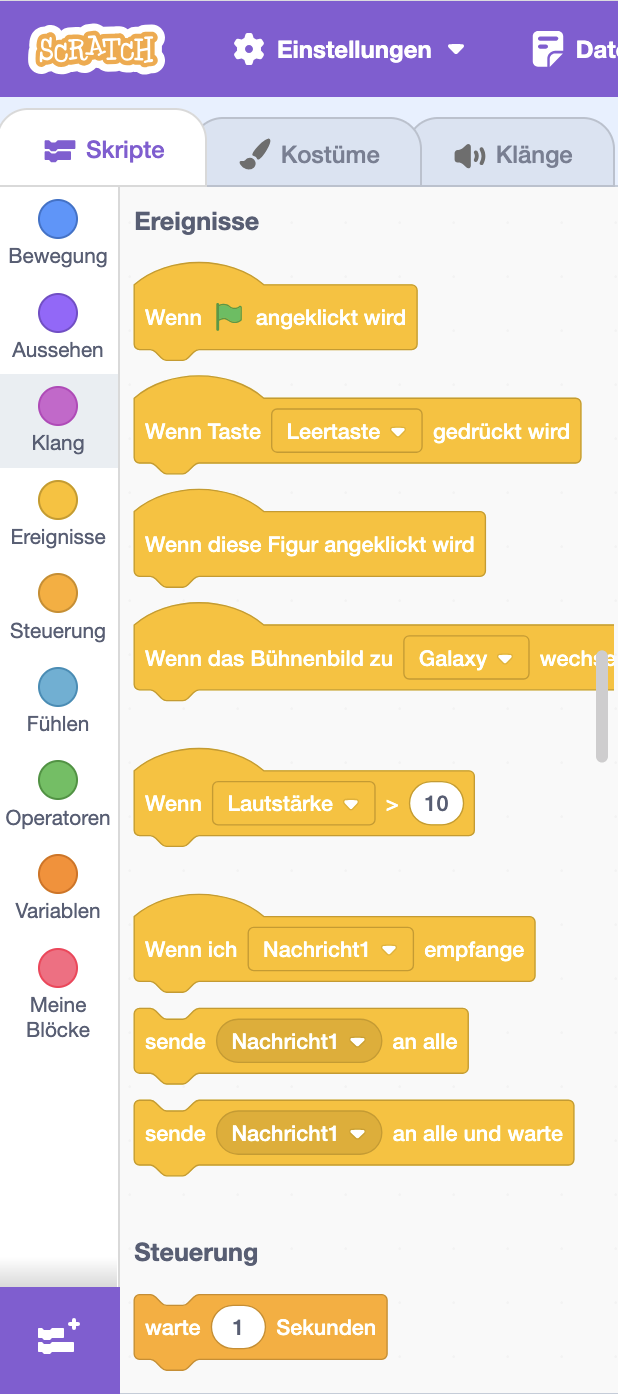 SCRATCH Einstellungen
Skripte Kostüme Klänge
Bewegung
Aussehen
Klang
Ereignisse
Steuerung
Fühlen
Operatoren
Variablen
Meine
Blöcke
Ereignisse
Wenn angeklickt wird
Wenn Taste Leertaste gedrückt wird
Wenn diese Figur angeklickt wird
Wenn das Bühnenbild zu Galaxy
Wenn Lautstärke > 10
Wenn ich Nachricht1 empfange
sende Nachricht1 an alle
sende Nachricht1 an alle und warte
Steuerung
warte 1 Sekunden